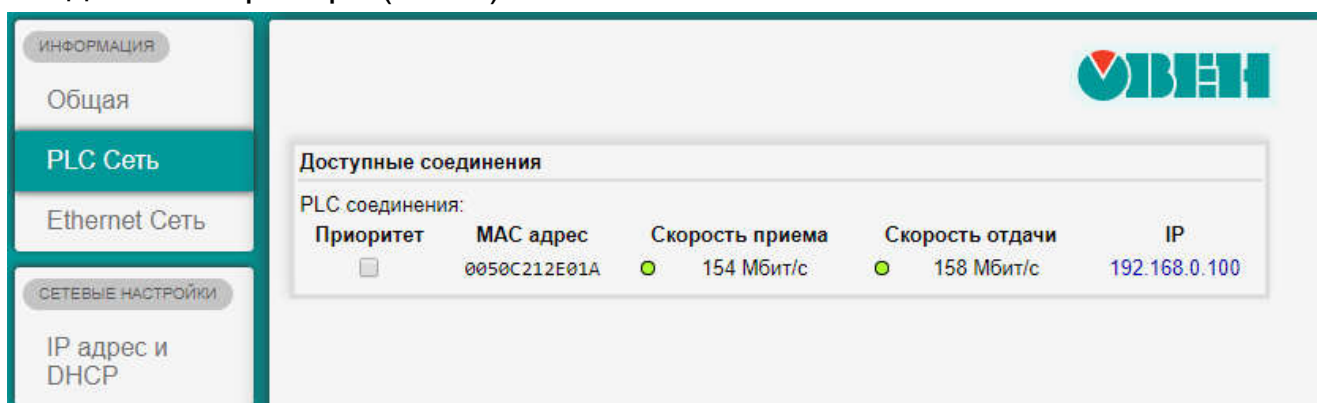 ИНФОРМАЦИЯ
Общая
PLC Сеть
Ethernet Сеть
СЕТЕВЫЕ НАСТРОЙКИ
IP адрес и
DHCP
ОВЕН
Доступные соединения
PLC соединения:
Приоритет MAC адрес Скорость приема Скорость отдачи IP
0050C212E01A 154 Мбит/с 158 Мбит/с 192.168.0.100